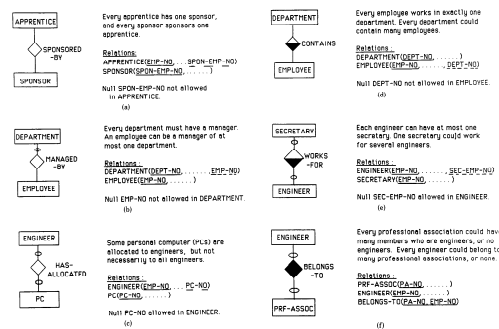 APPRENTICE
SPONSORED
-BY
SPONSOR
Every apprentice has one sponsor,
and every sponsor sponsors one
apprentice.
Relations:
APPRENTICE(EMP-NO,...SPON-EMP-NO)
SPONSOR(SPON-EMP-NO,......)
Null SPON-EMP-NO not allowed
in APPRENTICE.
(a)
DEPARTMENT
MANAGED
-BY
EMPLOYEE
Every department must have a manager.
An employee can be a manager of at
most one department.
Relations:
DEPARTMENT(DEPT-NO,.......,EMP-NO)
EMPLOYEE(EMP-NO,......)
Null EMP-NO not allowed in DEPARTMENT.
(b)
ENGINEER
HAS-
ALLOCATED
PC
Some personal computer (PCs) are
allocated to engineers, but not
necessarily to all engineers.
Relations:
ENGINEER(EMP-NO,... PC-NO)
PC(PC-NO,......)
Null PC-NO allowed in ENGINEER.
(c)
DEPARTMENT
CONTAINS
EMPLOYEE
Every employee works in exactly one
department. Every department could
contain many employees.
Relations:
DEPARTMENT(DEPT-NO,......)
EMPLOYEE(EMP-NO,......, DEPT-NO)
Null DEPT-NO not allowed in EMPLOYEE.
(d)
SECRETARY
WORKS
-FOR
ENGINEER
Each engineer can have at most one
secretary. One secretary could work
for several engineers.
Relations:
ENGINEER(EMP-NO,......, SEC-EMP-NO)
SECRETARY(EMP-NO,......)
Null SEC-EMP-NO allowed in ENGINEER.
(e)
ENGINEER
BELONGS
-TO
PRF-ASSOC
Every professional association could have
many members who are engineers, or no
engineers. Every engineer could belong to
many professional associations, or none.
Relations:
PRF-ASSOC(PA-NO,......)
ENGINEER(EMP-NO,......)
BELONGS-TO(PA-NO, EMP-NO)
(f)